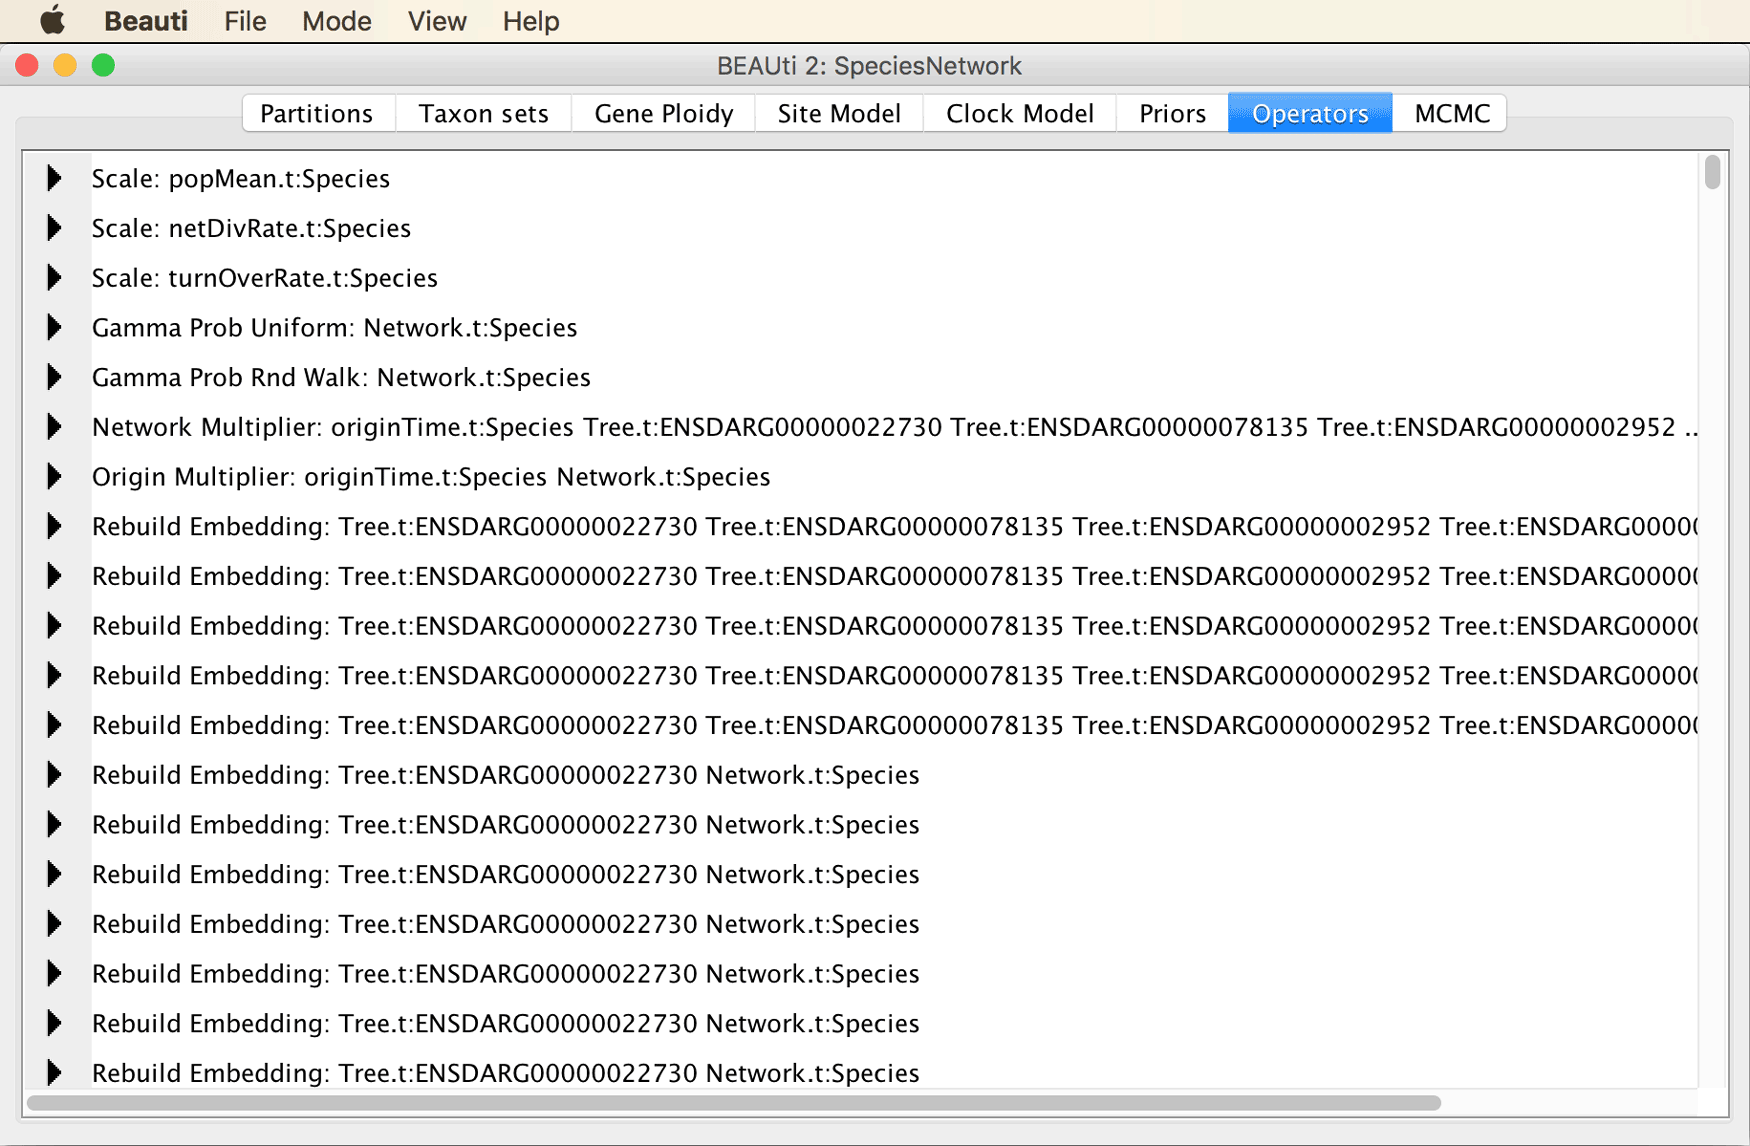 Beauti File Mode View Help
BEAUti 2: SpeciesNetwork
Partitions Taxon sets Gene Ploidy Site Model Clock Model Priors Operators MCMC
Scale: popMean.t:Species
Scale: netDivRate.t:Species
Scale: turnOverRate.t:Species
Gamma Prob Uniform: Network.t:Species
Gamma Prob Rnd Walk: Network.t:Species
Network Multiplier: originTime.t:Species Tree.t:ENSDARG00000022730 Tree.t:ENSDARG00000078135 Tree.t:ENSDARG00000002952 ..
Origin Multiplier: originTime.t:Species Network.t:Species
Rebuild Embedding: Tree.t:ENSDARG00000022730 Tree.t:ENSDARG00000078135 Tree.t:ENSDARG00000002952 Tree.t:ENSDARG0000
Rebuild Embedding: Tree.t:ENSDARG00000022730 Tree.t:ENSDARG00000078135 Tree.t:ENSDARG00000002952 Tree.t:ENSDARG0000
Rebuild Embedding: Tree.t:ENSDARG00000022730 Tree.t:ENSDARG00000078135 Tree.t:ENSDARG00000002952 Tree.t:ENSDARG0000
Rebuild Embedding: Tree.t:ENSDARG00000022730 Tree.t:ENSDARG00000078135 Tree.t:ENSDARG00000002952 Tree.t:ENSDARG0000
Rebuild Embedding: Tree.t:ENSDARG00000022730 Tree.t:ENSDARG00000078135 Tree.t:ENSDARG00000002952 Tree.t:ENSDARG0000
Rebuild Embedding: Tree.t:ENSDARG00000022730 Network.t:Species
Rebuild Embedding: Tree.t:ENSDARG00000022730 Network.t:Species
Rebuild Embedding: Tree.t:ENSDARG00000022730 Network.t:Species
Rebuild Embedding: Tree.t:ENSDARG00000022730 Network.t:Species
Rebuild Embedding: Tree.t:ENSDARG00000022730 Network.t:Species
Rebuild Embedding: Tree.t:ENSDARG00000022730 Network.t:Species
Rebuild Embedding: Tree.t:ENSDARG00000022730 Network.t:Species